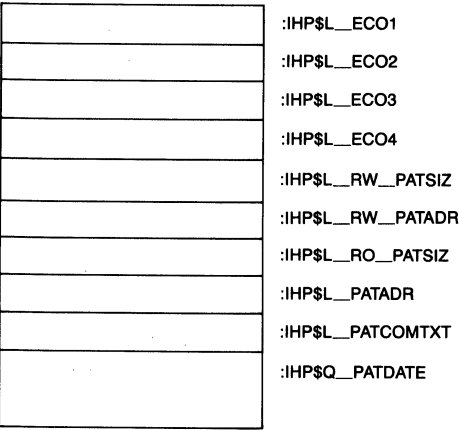 :IHP$L__ECO1
:IHP$L__ECO2
:IHP$L__ECO3
:IHP$L__ECO4
:IHP$L__RW__PATSIZ
:IHP$L__RW__PATADR
:IHP$L__RO__PATSIZ
:IHP$L__PATADR
:IHP$L__PATCOMTXT
:IHP$Q__PATDATE